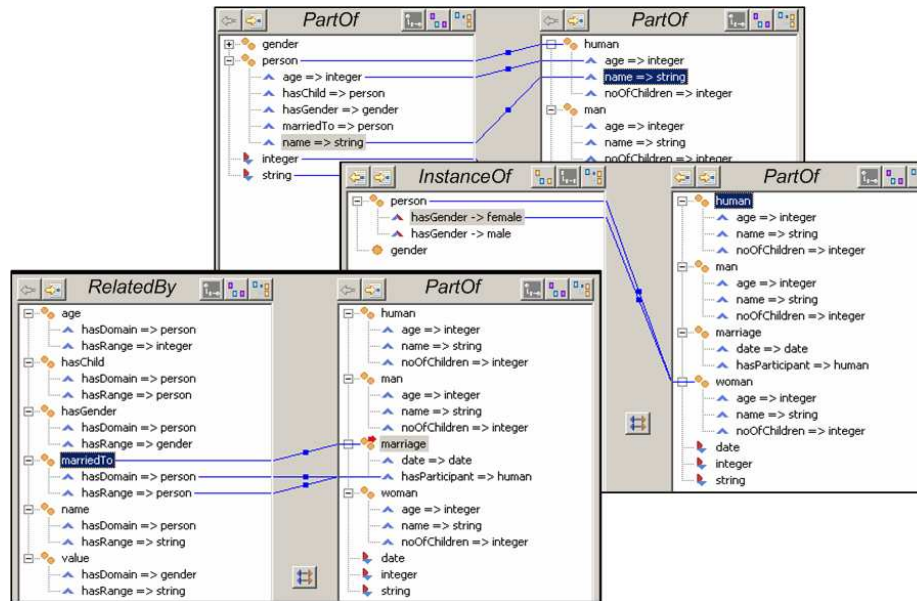 PartOf
gender
person
age => integer
hasChild => person
hasGender => gender
marriedTo => person
name => string
integer
string
PartOf
human
age => integer
name => string
noOfChildren => integer
man
age => integer
name => string
noOfChildren => integer
InstanceOf
person
hasGender -> female
hasGender -> male
gender
PartOf
human
age => integer
name => string
noOfChildren => integer
man
age => integer
name => string
noOfChildren => integer
marriage
date => date
hasParticipant => human
woman
age => integer
name => string
noOfChildren => integer
date
integer
string
RelatedBy
age
hasDomain => person
hasRange => integer
hasChild
hasDomain => person
hasRange => person
hasGender
hasDomain => person
hasRange => gender
marriedTo
hasDomain => person
hasRange => person
name
hasDomain => person
hasRange => string
value
hasDomain => gender
hasRange => string
PartOf
human
age => integer
name => string
noOfChildren => integer
man
age => integer
name => string
noOfChildren => integer
marriage
date => date
hasParticipant => human
woman
age => integer
name => string
noOfChildren => integer
date
integer
string